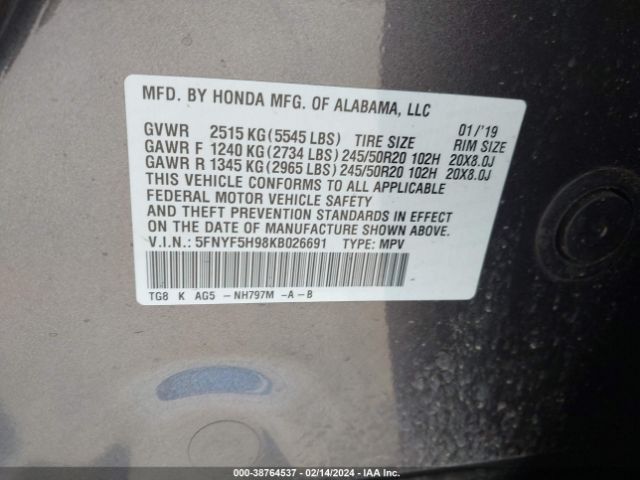 MFD. BY HONDA MFG. OF ALABAMA, LLC
01/'19
GVWR 2515 KG (5545 LBS) TIRE SIZE RIM SIZE
GAWR F 1240 KG (2734 LBS) 245/50R20 102H 20X8.0J
GAWR R 1345 KG (2965 LBS) 245/50R20 102H 20X8.0J
THIS VEHICLE CONFORMS TO ALL APPLICABLE
FEDERAL MOTOR VEHICLE SAFETY
AND THEFT PREVENTION STANDARDS IN EFFECT
ON THE DATE OF MANUFACTURE SHOWN ABOVE.
V.I.N.: 5FNYF5H98KB026691 TYPE: MPV
TG8 K AG5 -NH797M -A-B
000-38764537 - 02/14/2024 - IAA Inc.